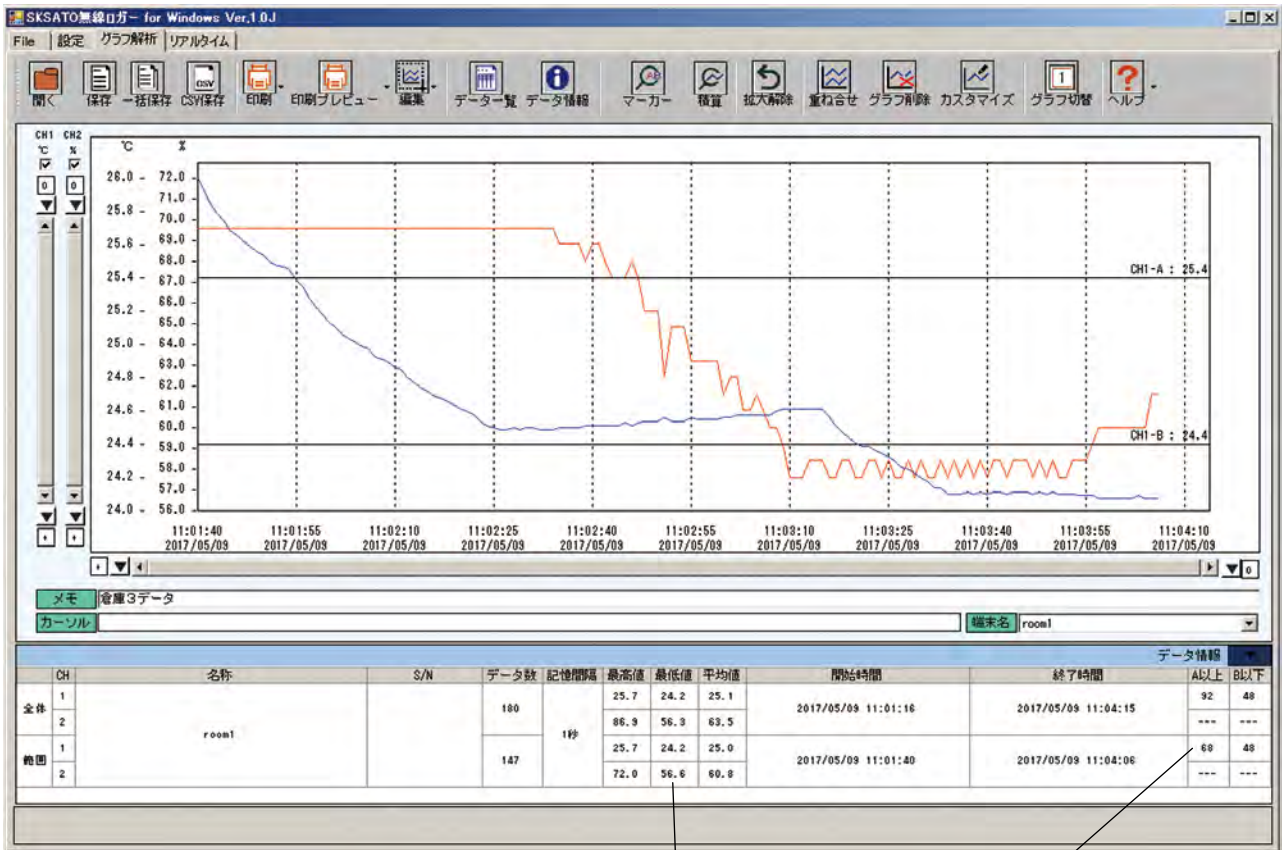 SKSATO無線ロガー for Windows Ver.1.0J
File 設定 グラフ解析 リアルタイム
開く 保存 一括保存 CSV保存 印刷 印刷プレビュー 編集 データ一覧 データ情報 マーカー 積算 拡大解除 重ね合せ グラフ削除 カスタマイズ グラフ切替 ヘルプ
CH1 CH2
℃ %
0 0
℃ %
26.0 - 72.0
71.0
25.8 - 70.0
25.6 - 69.0
68.0
25.4 - 67.0
CH1-A : 25.4
66.0
25.2 - 65.0
25.0 - 64.0
63.0
24.8 - 62.0
24.6 - 61.0
60.0
24.4 - 59.0
CH1-B : 24.4
58.0
24.2 - 57.0
24.0 - 56.0
11:01:40 11:01:55 11:02:10 11:02:25 11:02:40 11:02:55 11:03:10 11:03:25 11:03:40 11:03:55 11:04:10
2017/05/09 2017/05/09 2017/05/09 2017/05/09 2017/05/09 2017/05/09 2017/05/09 2017/05/09 2017/05/09 2017/05/09 2017/05/09
0
メモ 倉庫3データ
カーソル 端末名 room1
データ情報
CH 名称 S/N データ数 記憶間隔 最高値 最低値 平均値 開始時間 終了時間 A以上 B以下
全体 1 room1 180 1秒 25.7 24.2 25.1 2017/05/09 11:01:16 2017/05/09 11:04:15 92 48
2 86.9 56.3 63.5 --- ---
範囲 1 147 25.7 24.2 25.0 2017/05/09 11:01:40 2017/05/09 11:04:06 68 48
2 72.0 56.6 60.8 --- ---